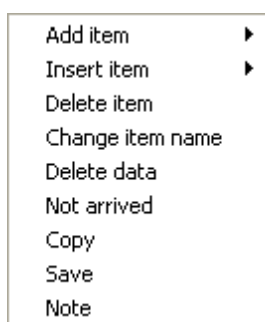 Add item
Insert item
Delete item
Change item name
Delete data
Not arrived
Copy
Save
Note